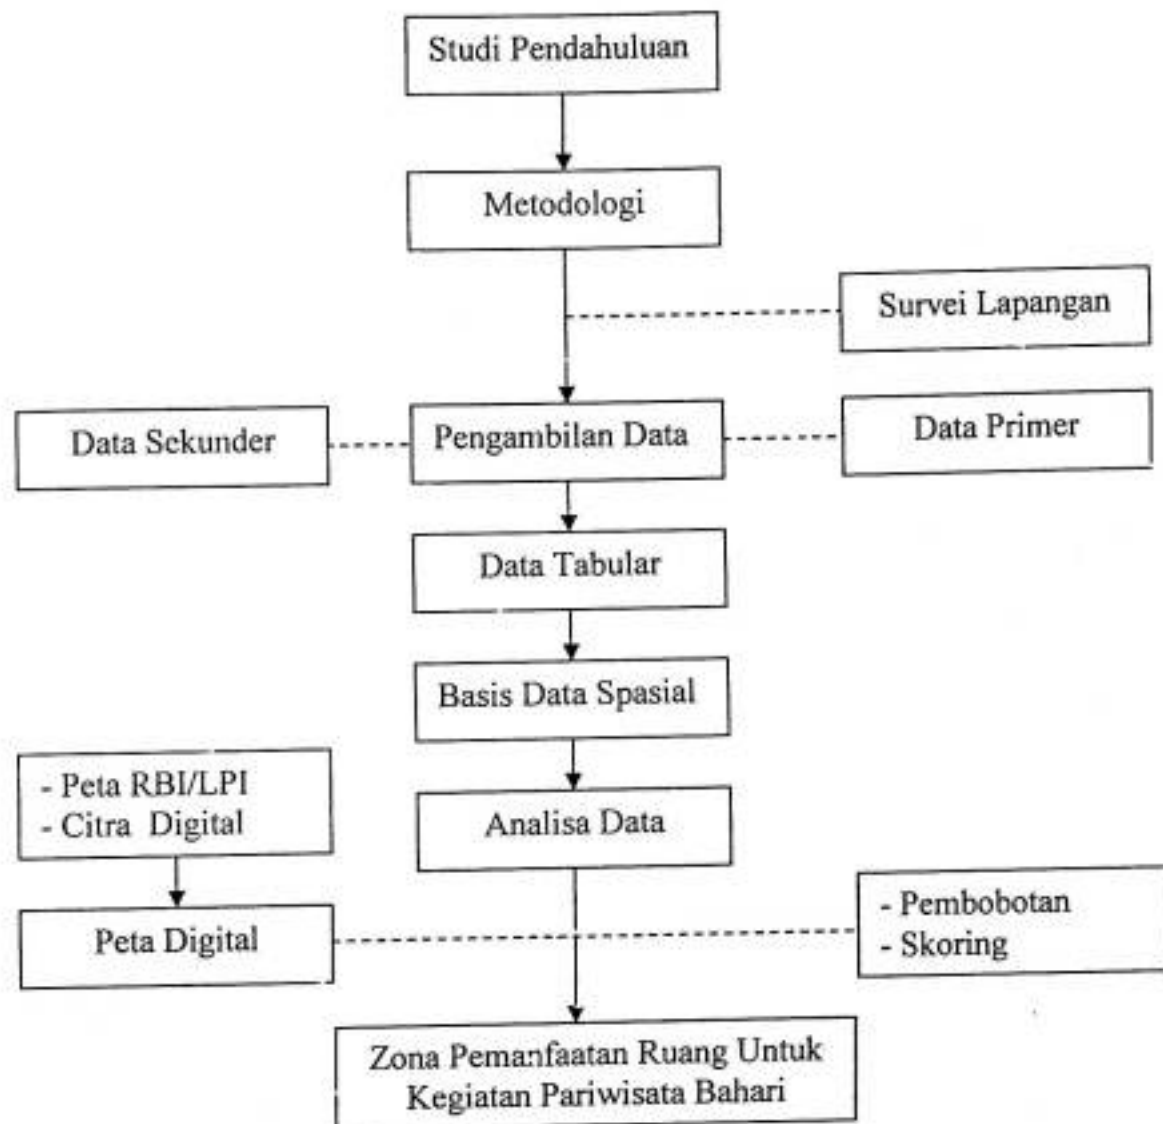 Studi Pendahuluan
Metodologi
Survei Lapangan
Data Sekunder
Pengambilan Data
Data Primer
Data Tabular
Basis Data Spasial
- Peta RBI/LPI
- Citra Digital
Analisa Data
Peta Digital
- Pembobotan
- Skoring
Zona Pemanfaatan Ruang Untuk
Kegiatan Pariwisata Bahari